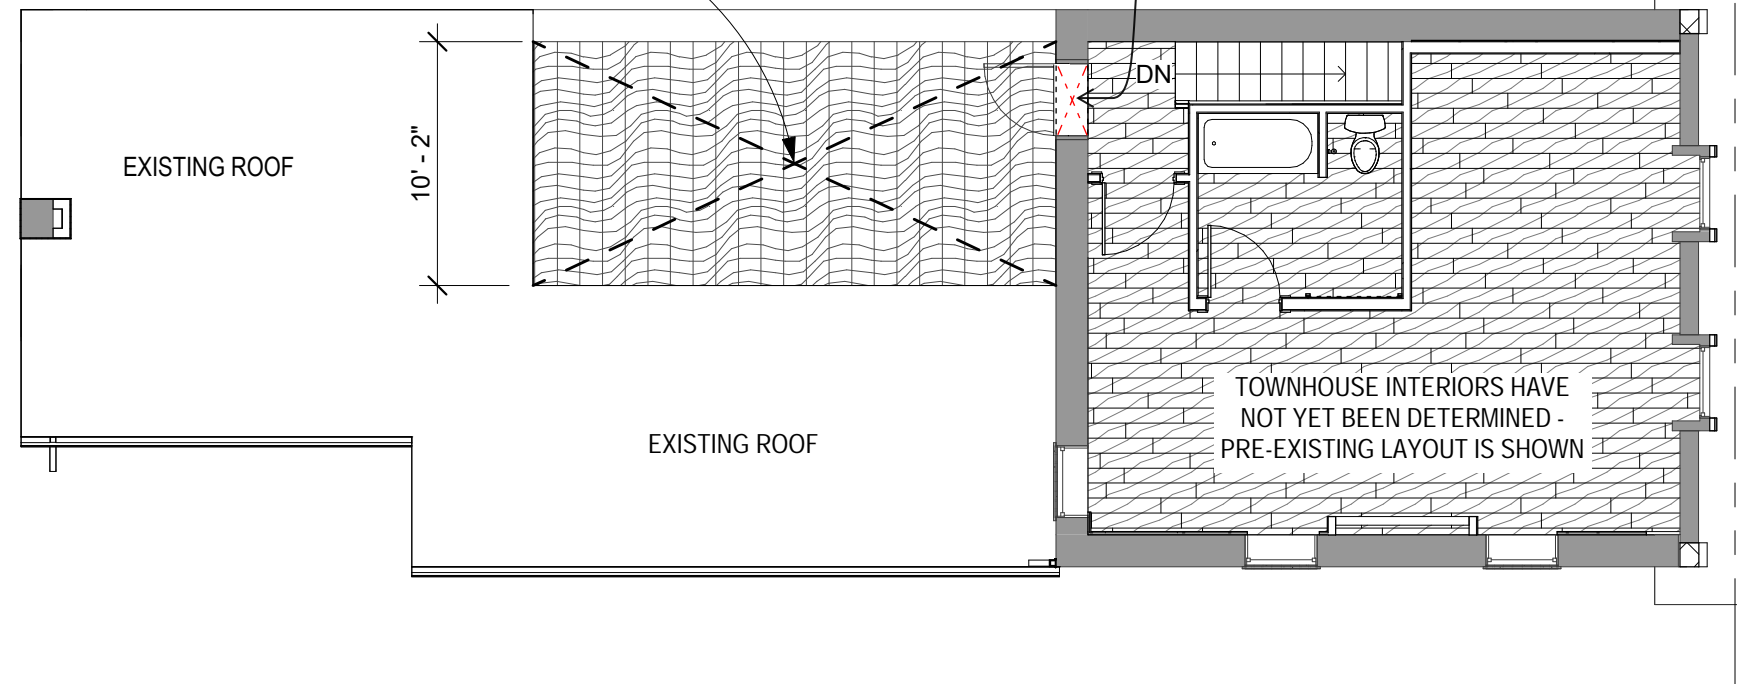 DN
10' - 2"
EXISTING ROOF
EXISTING ROOF
TOWNHOUSE INTERIORS HAVE
NOT YET BEEN DETERMINED -
PRE-EXISTING LAYOUT IS SHOWN